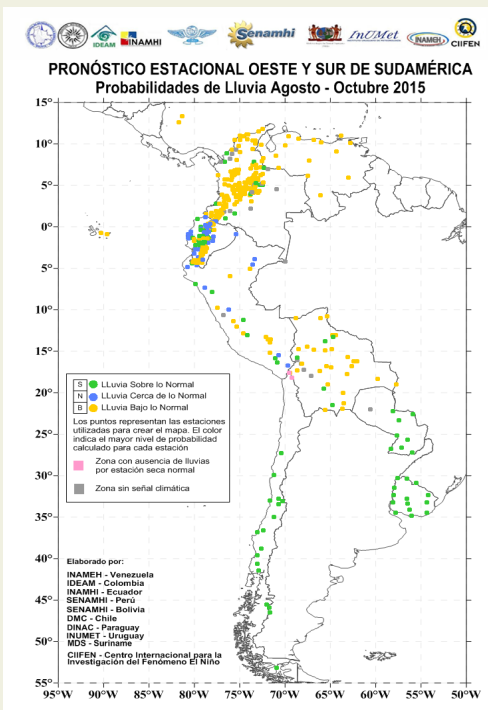 IDEAM
INAMHI
Senamhi
InUMet
INAMEH
CIIFEN
PRONÓSTICO ESTACIONAL OESTE Y SUR DE SUDAMÉRICA
Probabilidades de Lluvia Agosto - Octubre 2015
15°
10°
5°
0°
5°
10°
15°
20°
25°
30°
35°
40°
45°
50°
55°
S LLuvia Sobre lo Normal
N LLuvia Cerca de lo Normal
B LLuvia Bajo lo Normal
Los puntos representan las estaciones
utilizadas para crear el mapa. El color
indica el mayor nivel de probabilidad
calculado para cada estación
Zona con ausencia de lluvias
por estación seca normal
Zona sin señal climática
Elaborado por:
INAMEH - Venezuela
IDEAM - Colombia
INAMHI - Ecuador
SENAMHI - Perú
SENAMHI - Bolivia
DMC - Chile
DINAC - Paraguay
INUMET - Uruguay
MDS - Suriname
CIIFEN - Centro Internacional para la
Investigación del Fenómeno El Niño
95°W 90°W 85°W 80°W 75°W 70°W 65°W 60°W 55°W 50°W